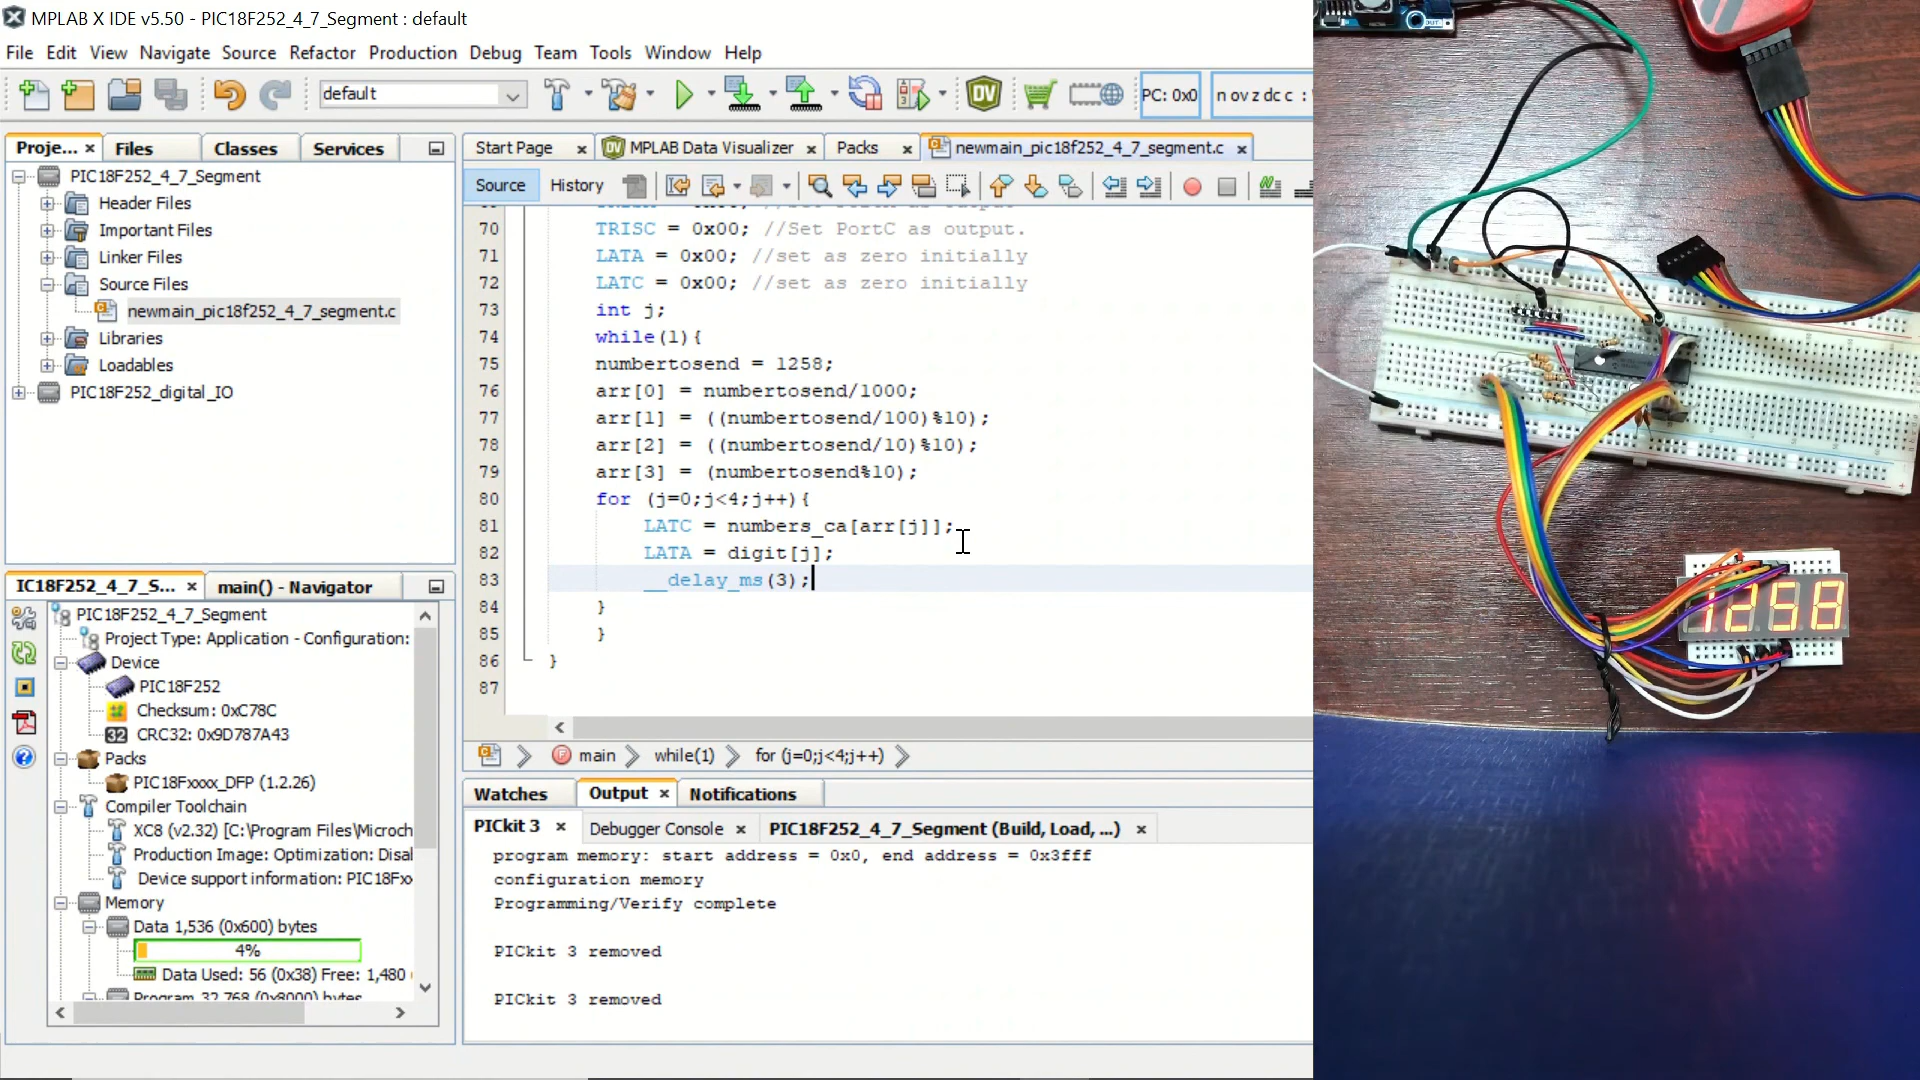 MPLAB X IDE v5.50 - PIC18F252_4_7_Segment : default
File Edit View Navigate Source Refactor Production Debug Team Tools Window Help
default
PC: 0x0
n ov z dc c :
Proje...
Files
Classes
Services
PIC18F252_4_7_Segment
Header Files
Important Files
Linker Files
Source Files
newmain_pic18f252_4_7_segment.c
Libraries
Loadables
PIC18F252_digital_IO
Start Page
MPLAB Data Visualizer
Packs
newmain_pic18f252_4_7_segment.c
Source
History
70 TRISC = 0x00; //Set PortC as output.
71 LATA = 0x00; //set as zero initially
72 LATC = 0x00; //set as zero initially
73 int j;
74 while(1){
75 numbertosend = 1258;
76 arr[0] = numbertosend/1000;
77 arr[1] = ((numbertosend/100)%10);
78 arr[2] = ((numbertosend/10)%10);
79 arr[3] = (numbertosend%10);
80 for (j=0;j<4;j++){
81 LATC = numbers_ca[arr[j]];
82 LATA = digit[j];
83 __delay_ms(3);
84 }
85 }
86 }
87
main
while(1)
for (j=0;j<4;j++)
IC18F252_4_7_S...
main() - Navigator
PIC18F252_4_7_Segment
Project Type: Application - Configuration:
Device
PIC18F252
Checksum: 0xC78C
CRC32: 0x9D787A43
Packs
PIC18Fxxxx_DFP (1.2.26)
Compiler Toolchain
XC8 (v2.32) [C:\Program Files\Microch
Production Image: Optimization: Disal
Device support information: PIC18Fx
Memory
Data 1,536 (0x600) bytes
4%
Data Used: 56 (0x38) Free: 1,480
Program 32,768 (0x8000) bytes
Watches
Output
Notifications
PICkit 3
Debugger Console
PIC18F252_4_7_Segment (Build, Load, ...)
program memory: start address = 0x0, end address = 0x3fff
configuration memory
Programming/Verify complete
PICkit 3 removed
PICkit 3 removed
1258